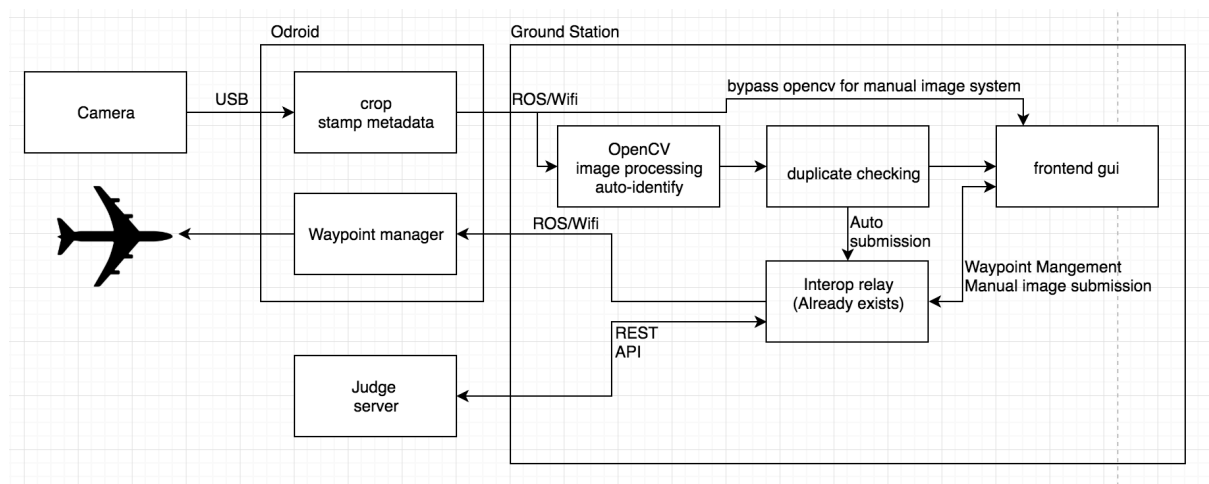 Odroid
Ground Station
Camera
USB
crop
stamp metadata
ROS/Wifi
bypass opencv for manual image system
OpenCV
image processing
auto-identify
duplicate checking
frontend gui
Waypoint manager
ROS/Wifi
Auto
submission
Interop relay
(Already exists)
Waypoint Mangement
Manual image submission
REST
API
Judge
server